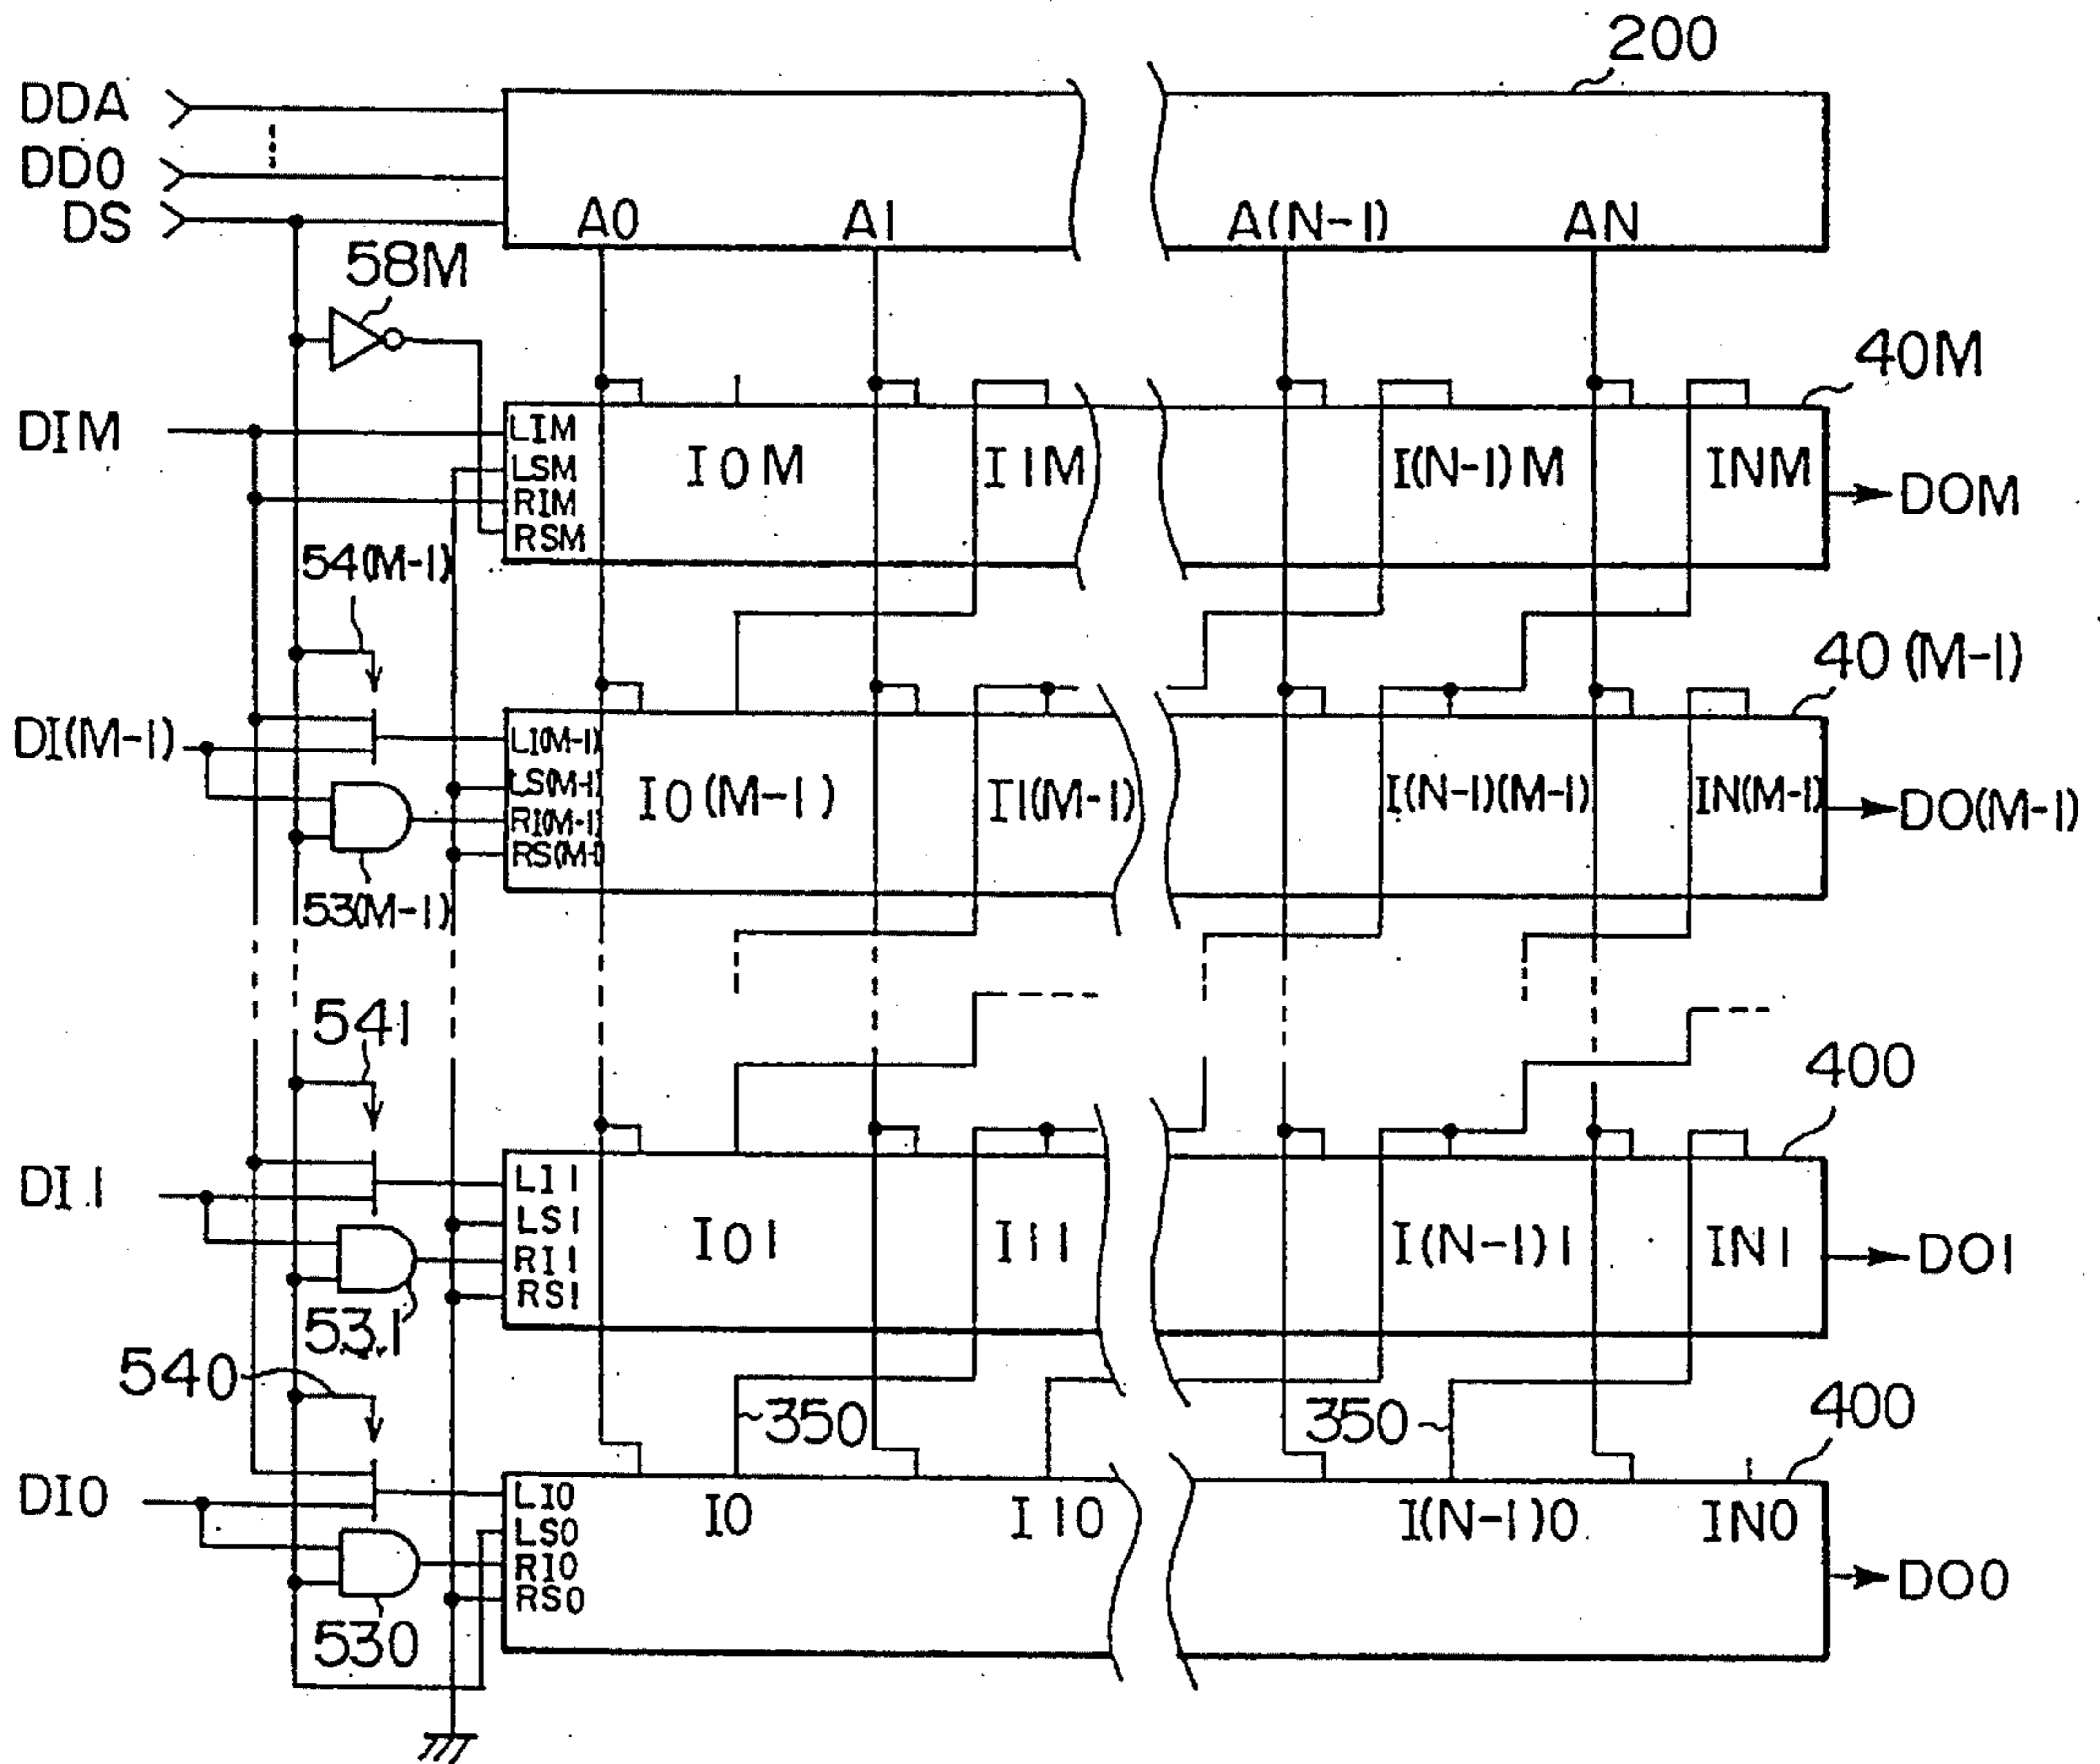 200
DDA
DD0
DS
A0 A1 A(N-1) AN
58M
40M
DIM
LIM
LSM
RIM
RSM
I0M I1M I(N-1)M INM
DOM
54(M-1)
40(M-1)
DI(M-1)
LI(M-1)
LS(M-1)
RI(M-1)
RS(M-1
I0(M-1) I1(M-1) I(N-1)(M-1) IN(M-1)
DO(M-1)
53(M-1)
541
400
DI1
LI1
LS1
RI1
RS1
I01 I11 I(N-1)1 IN1
DO1
531
540
350 350
400
DI0
LI0
LS0
RI0
RS0
I0 I10 I(N-1)0 IN0
DO0
530